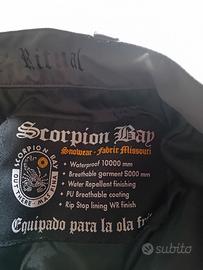 Ritual
Scorpion Bay
Snowear - Fabric Missouri
• Waterproof 10000 mm
• Breathable garment 5000 mm
• Water Repellent finishing
• PU Breathable coating
• Rip Stop lining WR finish
SCORPION BAY
Equipado para la ola
subito